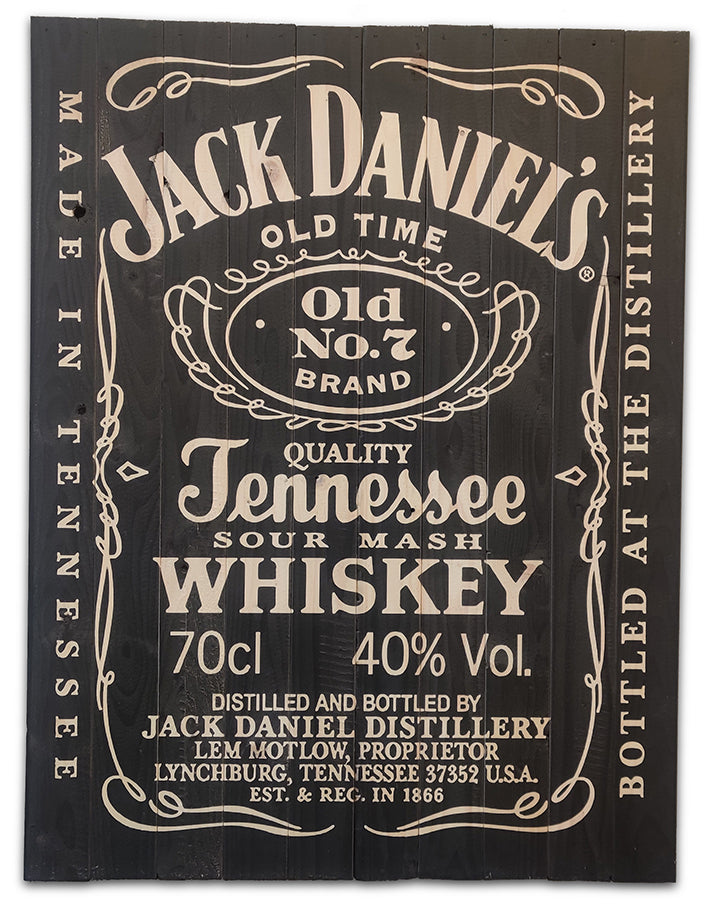 JACK DANIEL'S ®
OLD TIME
Old
No. 7
BRAND
QUALITY
Tennessee
SOUR MASH
WHISKEY
70cl 40% Vol.
DISTILLED AND BOTTLED BY
JACK DANIEL DISTILLERY
LEM MOTLOW, PROPRIETOR
LYNCHBURG, TENNESSEE 37352 U.S.A.
EST. & REG. IN 1866
MADE IN TENNESSEE
BOTTLED AT THE DISTILLERY